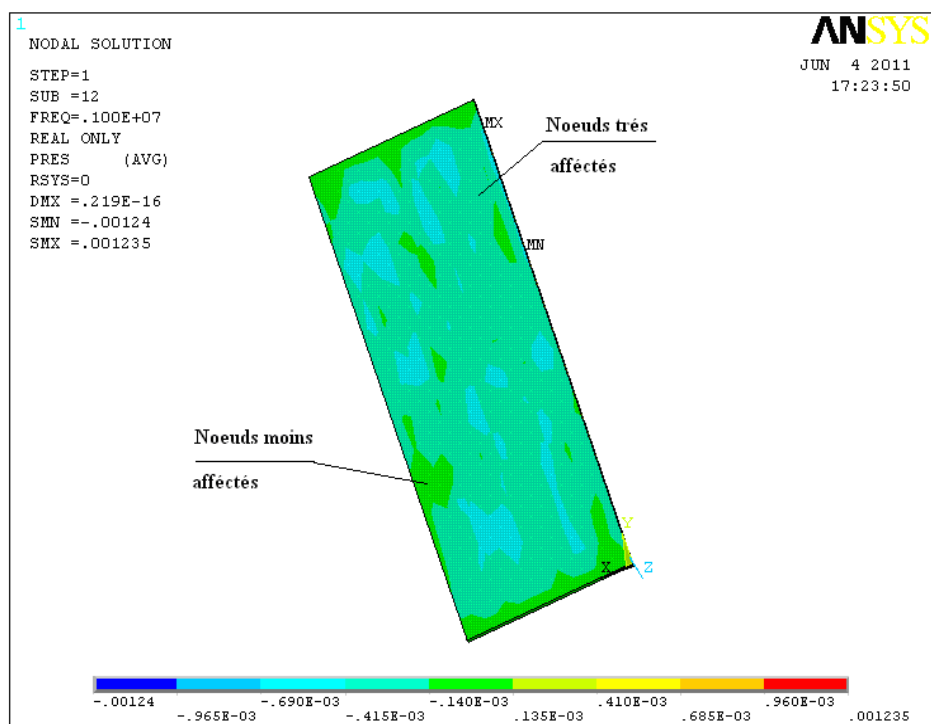 1
NODAL SOLUTION
ANSYS
JUN 4 2011
17:23:50
STEP=1
SUB =12
FREQ=.100E+07
REAL ONLY
PRES (AVG)
RSYS=0
DMX =.219E-16
SMN =-.00124
SMX =.001235
MX
Noeuds trés
afféctés
MN
Noeuds moins
afféctés
Y
X
Z
-.00124
-.965E-03
-.690E-03
-.415E-03
-.140E-03
.135E-03
.410E-03
.685E-03
.960E-03
.001235